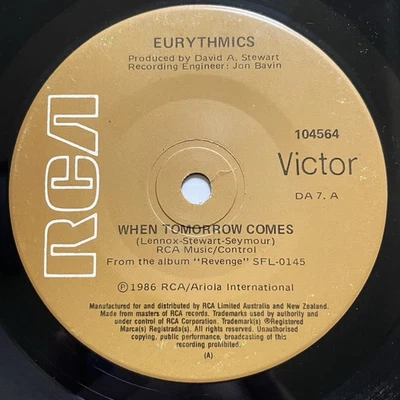 EURYTHMICS
Produced by David A. Stewart
Recording Engineer: Jon Bavin
RCA
104564
Victor
DA 7. A
WHEN TOMORROW COMES
(Lennox-Stewart-Seymour)
RCA Music/Control
From the album "Revenge" SFL-0145
℗1986 RCA/Ariola International
Manufactured for and distributed by RCA Limited Australia and New Zealand.
Made from masters of RCA records. Trademarks used by authority and
under control of RCA Corporation. Trademark(s) ®Registered
Marca(s) Registrada(s). All rights reserved. Unauthorised
copying, public performance, broadcasting of this
recording prohibited.
(A)